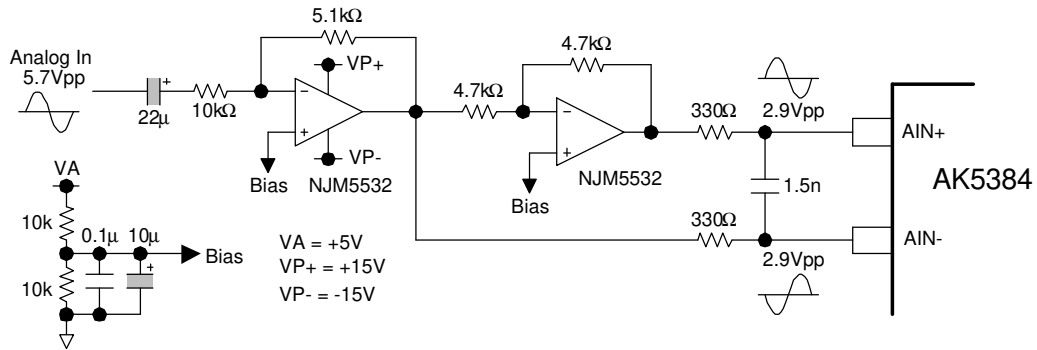 5.1kΩ
Analog In
5.7Vpp
+
22µ
10kΩ
VP+
−
+
VP-
Bias
NJM5532
4.7kΩ
4.7kΩ
−
+
Bias
NJM5532
330Ω
2.9Vpp
AIN+
1.5n
AK5384
330Ω
2.9Vpp
AIN-
VA
10k
0.1µ
10µ
+
Bias
10k
VA = +5V
VP+ = +15V
VP- = -15V